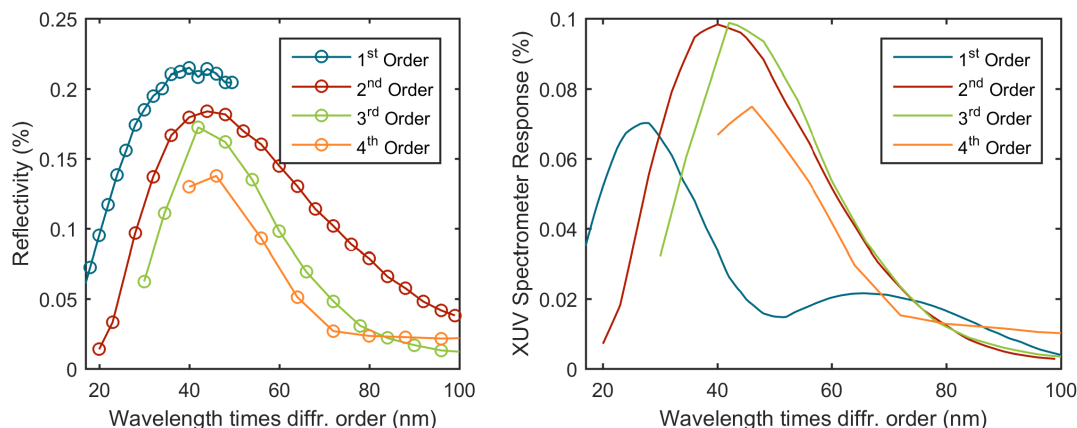 0.25
0.2
0.15
0.1
0.05
0
20
40
60
80
100
Reflectivity (%)
Wavelength times diffr. order (nm)
1st Order
2nd Order
3rd Order
4th Order
0.1
0.08
0.06
0.04
0.02
0
20
40
60
80
100
XUV Spectrometer Response (%)
Wavelength times diffr. order (nm)
1st Order
2nd Order
3rd Order
4th Order